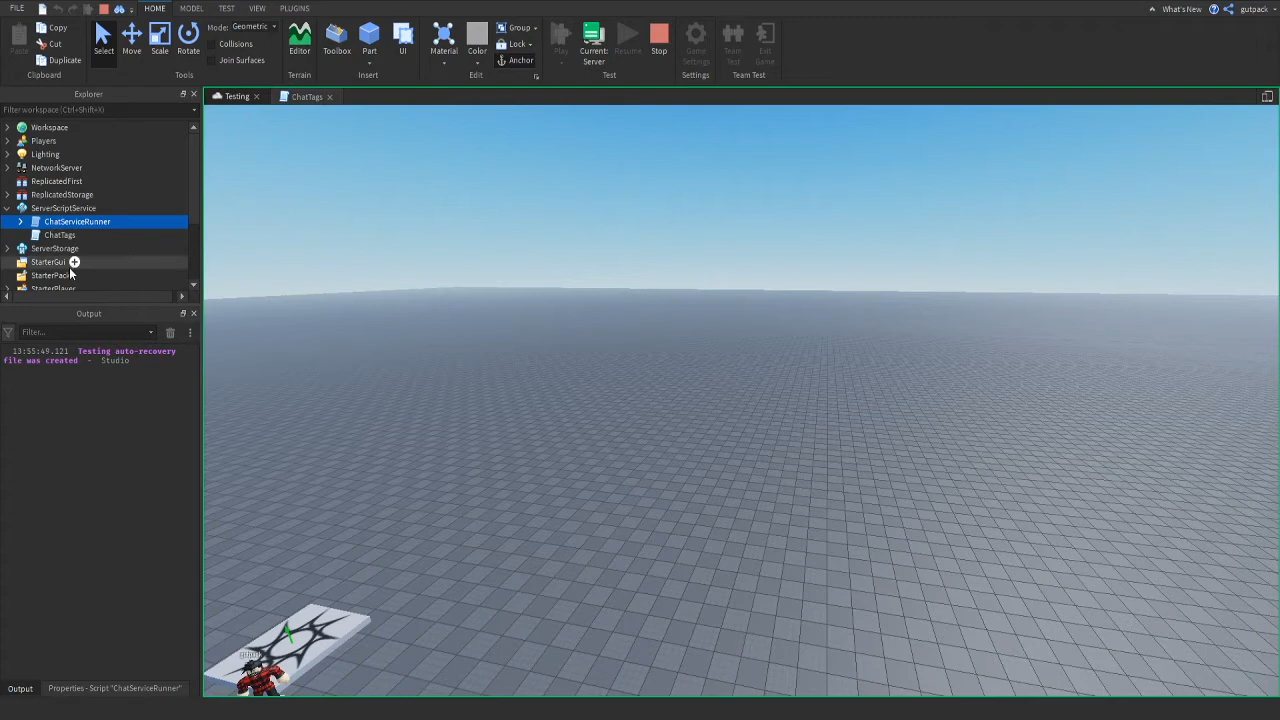 FILE HOME MODEL TEST VIEW PLUGINS What's New gutpack
Paste Copy Cut Duplicate Select Move Scale Rotate Mode: Geometric Collisions Join Surfaces Editor Toolbox Part UI Material Color Group Lock Anchor Play Current: Server Resume Stop Game Settings Team Test Exit Game
Clipboard Tools Terrain Insert Edit Test Settings Team Test
Explorer
Testing ChatTags
Filter workspace (Ctrl+Shift+X)
Workspace
Players
Lighting
NetworkServer
ReplicatedFirst
ReplicatedStorage
ServerScriptService
ChatServiceRunner
ChatTags
ServerStorage
StarterGui
StarterPack
StarterPlayer
Output
Filter...
13:55:49.121 Testing auto-recovery
file was created - Studio
Output Properties - Script "ChatServiceRunner"